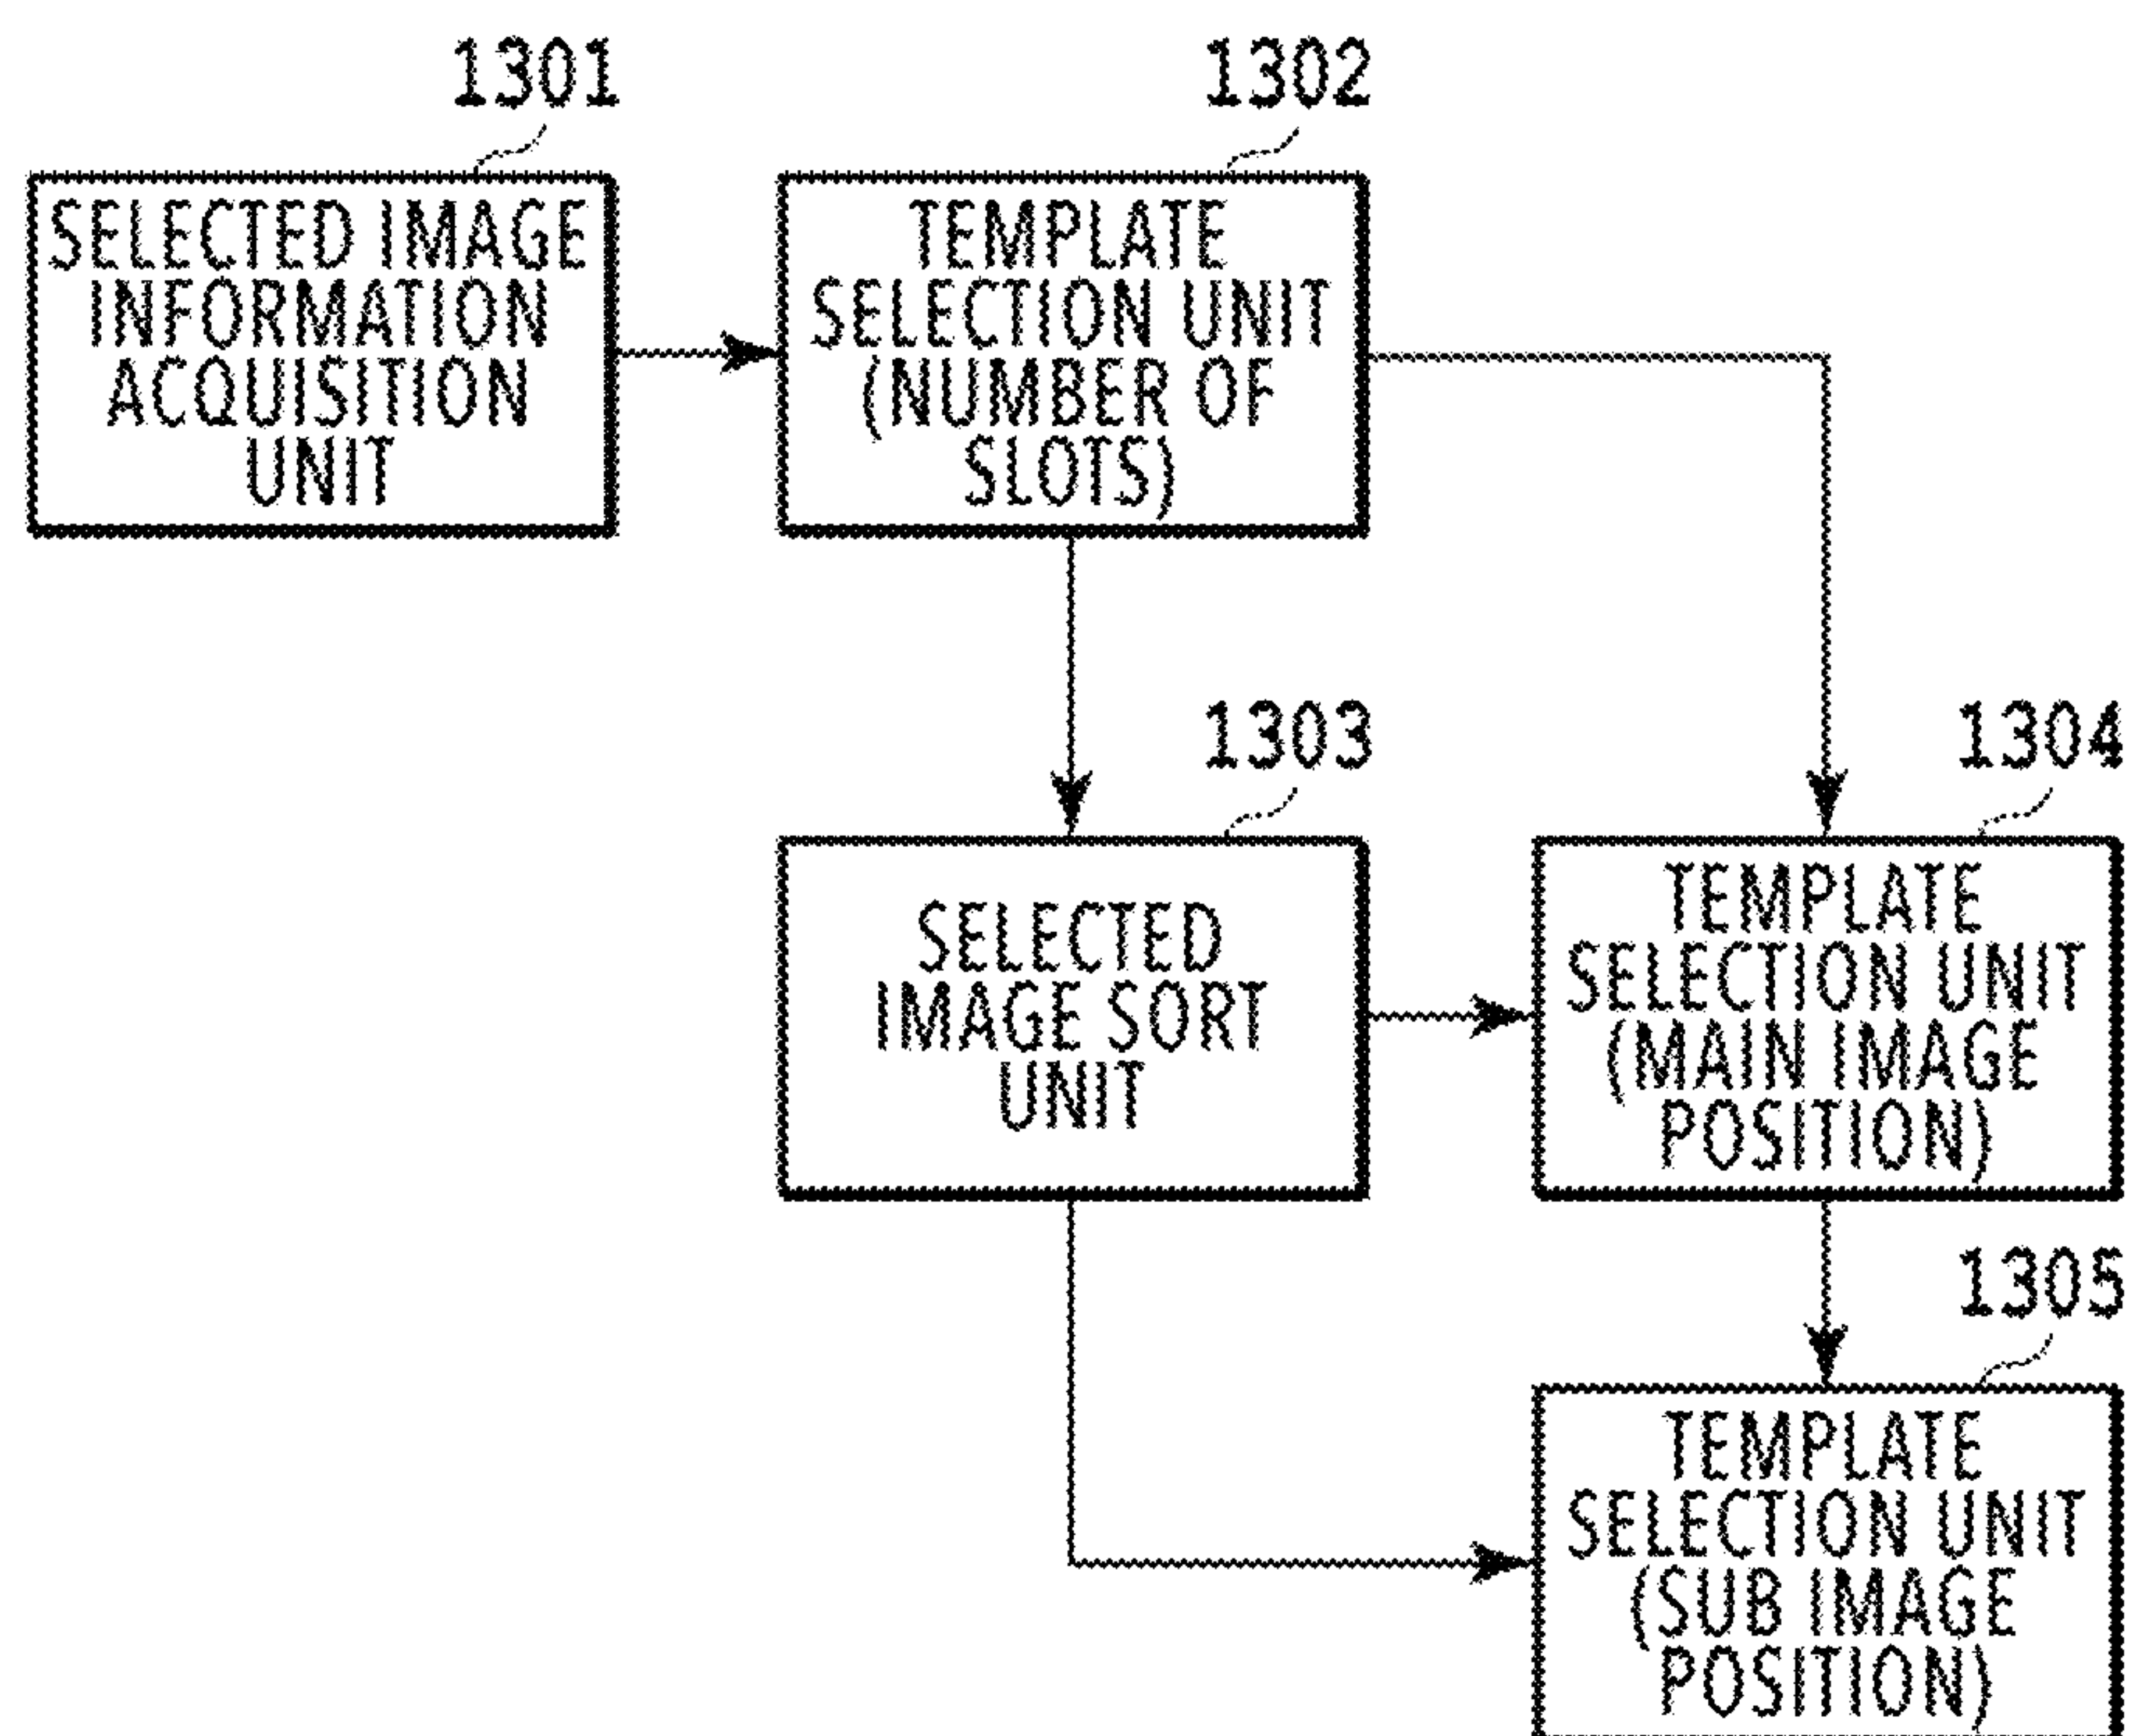 1301
SELECTED IMAGE
INFORMATION
ACQUISITION
UNIT
1302
TEMPLATE
SELECTION UNIT
(NUMBER OF
SLOTS)
1303
SELECTED
IMAGE SORT
UNIT
1304
TEMPLATE
SELECTION UNIT
(MAIN IMAGE
POSITION)
1305
TEMPLATE
SELECTION UNIT
(SUB IMAGE
POSITION)